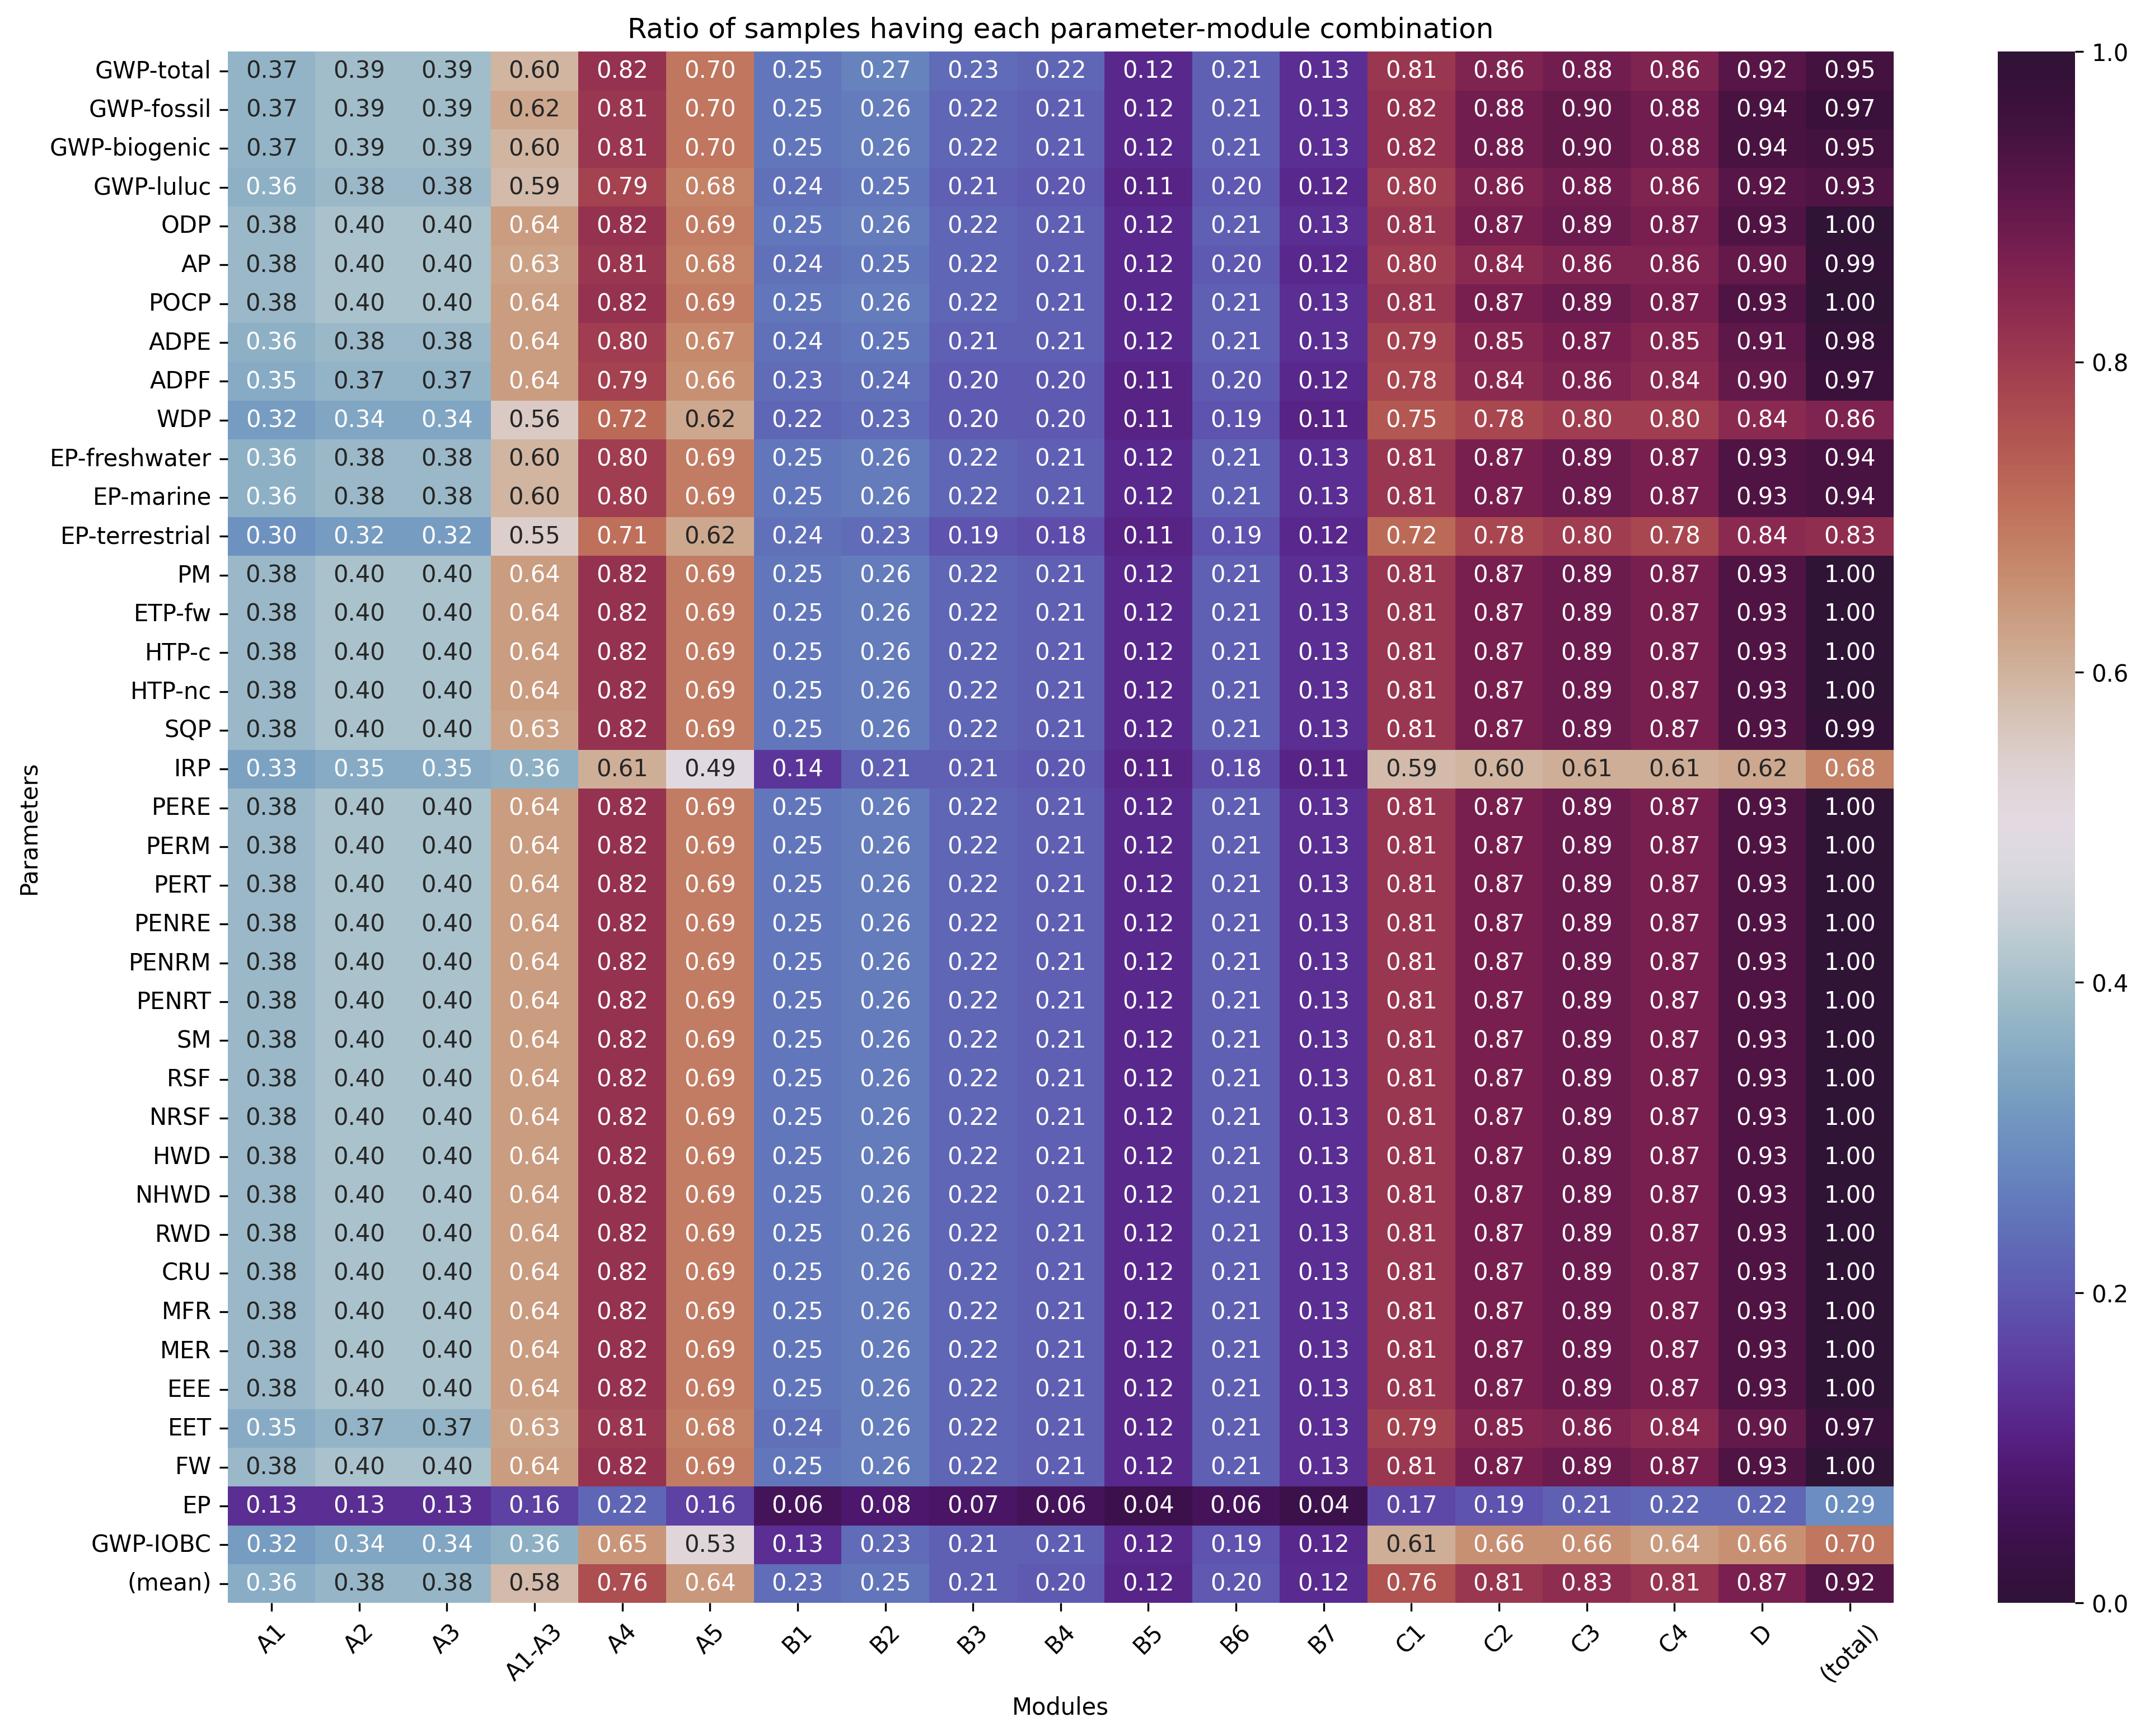 Ratio of samples having each parameter-module combination
GWP-total 0.37 0.39 0.39 0.60 0.82 0.70 0.25 0.27 0.23 0.22 0.12 0.21 0.13 0.81 0.86 0.88 0.86 0.92 0.95
GWP-fossil 0.37 0.39 0.39 0.62 0.81 0.70 0.25 0.26 0.22 0.21 0.12 0.21 0.13 0.82 0.88 0.90 0.88 0.94 0.97
GWP-biogenic 0.37 0.39 0.39 0.60 0.81 0.70 0.25 0.26 0.22 0.21 0.12 0.21 0.13 0.82 0.88 0.90 0.88 0.94 0.95
GWP-luluc 0.36 0.38 0.38 0.59 0.79 0.68 0.24 0.25 0.21 0.20 0.11 0.20 0.12 0.80 0.86 0.88 0.86 0.92 0.93
ODP 0.38 0.40 0.40 0.64 0.82 0.69 0.25 0.26 0.22 0.21 0.12 0.21 0.13 0.81 0.87 0.89 0.87 0.93 1.00
AP 0.38 0.40 0.40 0.63 0.81 0.68 0.24 0.25 0.22 0.21 0.12 0.20 0.12 0.80 0.84 0.86 0.86 0.90 0.99
POCP 0.38 0.40 0.40 0.64 0.82 0.69 0.25 0.26 0.22 0.21 0.12 0.21 0.13 0.81 0.87 0.89 0.87 0.93 1.00
ADPE 0.36 0.38 0.38 0.64 0.80 0.67 0.24 0.25 0.21 0.21 0.12 0.21 0.13 0.79 0.85 0.87 0.85 0.91 0.98
ADPF 0.35 0.37 0.37 0.64 0.79 0.66 0.23 0.24 0.20 0.20 0.11 0.20 0.12 0.78 0.84 0.86 0.84 0.90 0.97
WDP 0.32 0.34 0.34 0.56 0.72 0.62 0.22 0.23 0.20 0.20 0.11 0.19 0.11 0.75 0.78 0.80 0.80 0.84 0.86
EP-freshwater 0.36 0.38 0.38 0.60 0.80 0.69 0.25 0.26 0.22 0.21 0.12 0.21 0.13 0.81 0.87 0.89 0.87 0.93 0.94
EP-marine 0.36 0.38 0.38 0.60 0.80 0.69 0.25 0.26 0.22 0.21 0.12 0.21 0.13 0.81 0.87 0.89 0.87 0.93 0.94
EP-terrestrial 0.30 0.32 0.32 0.55 0.71 0.62 0.24 0.23 0.19 0.18 0.11 0.19 0.12 0.72 0.78 0.80 0.78 0.84 0.83
PM 0.38 0.40 0.40 0.64 0.82 0.69 0.25 0.26 0.22 0.21 0.12 0.21 0.13 0.81 0.87 0.89 0.87 0.93 1.00
ETP-fw 0.38 0.40 0.40 0.64 0.82 0.69 0.25 0.26 0.22 0.21 0.12 0.21 0.13 0.81 0.87 0.89 0.87 0.93 1.00
HTP-c 0.38 0.40 0.40 0.64 0.82 0.69 0.25 0.26 0.22 0.21 0.12 0.21 0.13 0.81 0.87 0.89 0.87 0.93 1.00
HTP-nc 0.38 0.40 0.40 0.64 0.82 0.69 0.25 0.26 0.22 0.21 0.12 0.21 0.13 0.81 0.87 0.89 0.87 0.93 1.00
SQP 0.38 0.40 0.40 0.63 0.82 0.69 0.25 0.26 0.22 0.21 0.12 0.21 0.13 0.81 0.87 0.89 0.87 0.93 0.99
IRP 0.33 0.35 0.35 0.36 0.61 0.49 0.14 0.21 0.21 0.20 0.11 0.18 0.11 0.59 0.60 0.61 0.61 0.62 0.68
PERE 0.38 0.40 0.40 0.64 0.82 0.69 0.25 0.26 0.22 0.21 0.12 0.21 0.13 0.81 0.87 0.89 0.87 0.93 1.00
PERM 0.38 0.40 0.40 0.64 0.82 0.69 0.25 0.26 0.22 0.21 0.12 0.21 0.13 0.81 0.87 0.89 0.87 0.93 1.00
PERT 0.38 0.40 0.40 0.64 0.82 0.69 0.25 0.26 0.22 0.21 0.12 0.21 0.13 0.81 0.87 0.89 0.87 0.93 1.00
PENRE 0.38 0.40 0.40 0.64 0.82 0.69 0.25 0.26 0.22 0.21 0.12 0.21 0.13 0.81 0.87 0.89 0.87 0.93 1.00
PENRM 0.38 0.40 0.40 0.64 0.82 0.69 0.25 0.26 0.22 0.21 0.12 0.21 0.13 0.81 0.87 0.89 0.87 0.93 1.00
PENRT 0.38 0.40 0.40 0.64 0.82 0.69 0.25 0.26 0.22 0.21 0.12 0.21 0.13 0.81 0.87 0.89 0.87 0.93 1.00
SM 0.38 0.40 0.40 0.64 0.82 0.69 0.25 0.26 0.22 0.21 0.12 0.21 0.13 0.81 0.87 0.89 0.87 0.93 1.00
RSF 0.38 0.40 0.40 0.64 0.82 0.69 0.25 0.26 0.22 0.21 0.12 0.21 0.13 0.81 0.87 0.89 0.87 0.93 1.00
NRSF 0.38 0.40 0.40 0.64 0.82 0.69 0.25 0.26 0.22 0.21 0.12 0.21 0.13 0.81 0.87 0.89 0.87 0.93 1.00
HWD 0.38 0.40 0.40 0.64 0.82 0.69 0.25 0.26 0.22 0.21 0.12 0.21 0.13 0.81 0.87 0.89 0.87 0.93 1.00
NHWD 0.38 0.40 0.40 0.64 0.82 0.69 0.25 0.26 0.22 0.21 0.12 0.21 0.13 0.81 0.87 0.89 0.87 0.93 1.00
RWD 0.38 0.40 0.40 0.64 0.82 0.69 0.25 0.26 0.22 0.21 0.12 0.21 0.13 0.81 0.87 0.89 0.87 0.93 1.00
CRU 0.38 0.40 0.40 0.64 0.82 0.69 0.25 0.26 0.22 0.21 0.12 0.21 0.13 0.81 0.87 0.89 0.87 0.93 1.00
MFR 0.38 0.40 0.40 0.64 0.82 0.69 0.25 0.26 0.22 0.21 0.12 0.21 0.13 0.81 0.87 0.89 0.87 0.93 1.00
MER 0.38 0.40 0.40 0.64 0.82 0.69 0.25 0.26 0.22 0.21 0.12 0.21 0.13 0.81 0.87 0.89 0.87 0.93 1.00
EEE 0.38 0.40 0.40 0.64 0.82 0.69 0.25 0.26 0.22 0.21 0.12 0.21 0.13 0.81 0.87 0.89 0.87 0.93 1.00
EET 0.35 0.37 0.37 0.63 0.81 0.68 0.24 0.26 0.22 0.21 0.12 0.21 0.13 0.79 0.85 0.86 0.84 0.90 0.97
FW 0.38 0.40 0.40 0.64 0.82 0.69 0.25 0.26 0.22 0.21 0.12 0.21 0.13 0.81 0.87 0.89 0.87 0.93 1.00
EP 0.13 0.13 0.13 0.16 0.22 0.16 0.06 0.08 0.07 0.06 0.04 0.06 0.04 0.17 0.19 0.21 0.22 0.22 0.29
GWP-IOBC 0.32 0.34 0.34 0.36 0.65 0.53 0.13 0.23 0.21 0.21 0.12 0.19 0.12 0.61 0.66 0.66 0.64 0.66 0.70
(mean) 0.36 0.38 0.38 0.58 0.76 0.64 0.23 0.25 0.21 0.20 0.12 0.20 0.12 0.76 0.81 0.83 0.81 0.87 0.92
A1 A2 A3 A1-A3 A4 A5 B1 B2 B3 B4 B5 B6 B7 C1 C2 C3 C4 D (total)
Modules
Parameters
1.0
0.8
0.6
0.4
0.2
0.0